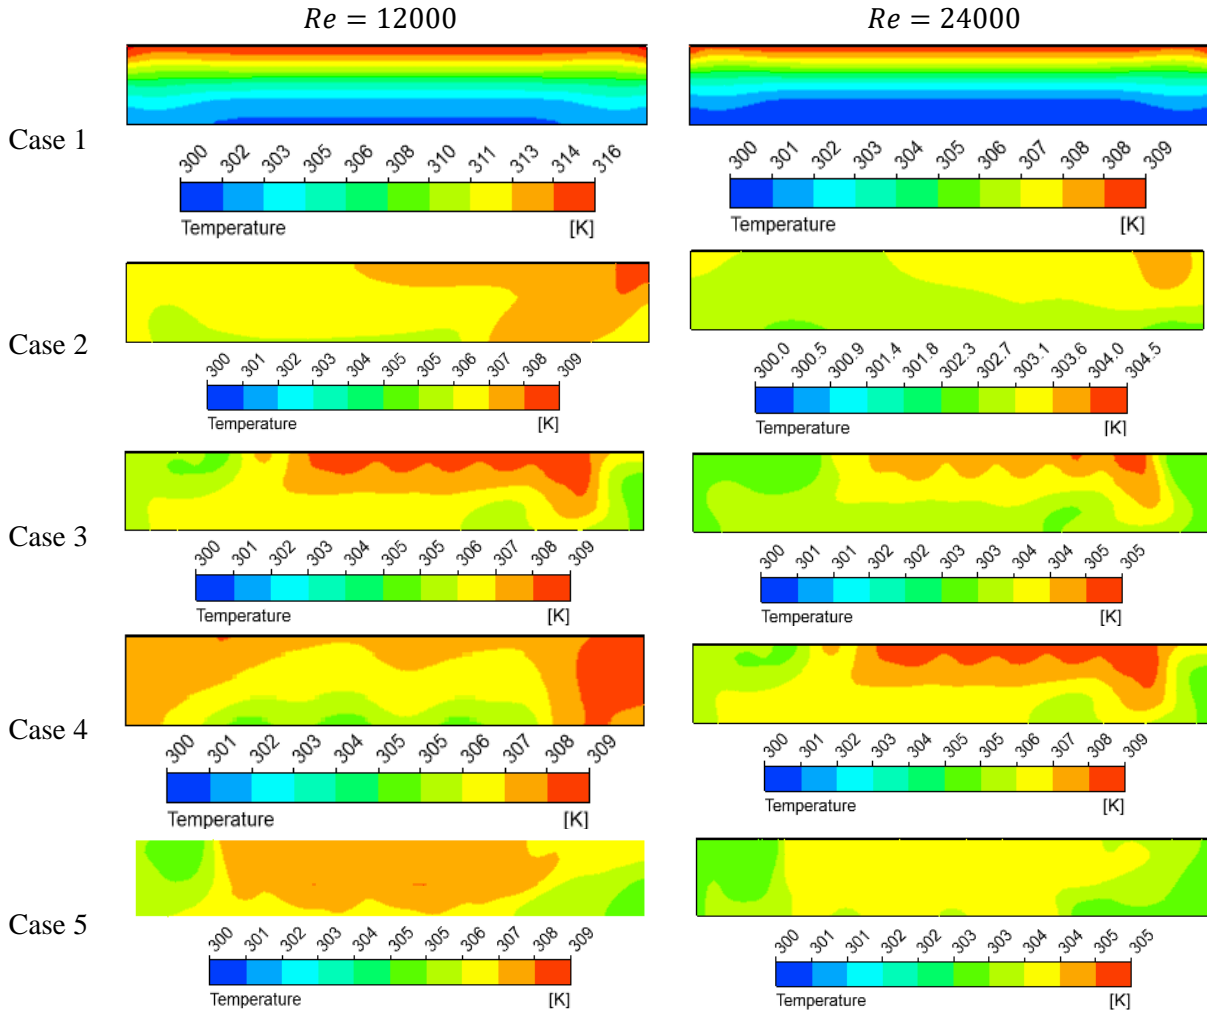 Re = 12000
Re = 24000
Case 1
300 302 303 305 306 308 310 311 313 314 316
Temperature [K]
300 301 302 303 304 305 306 307 308 308 309
Temperature [K]
Case 2
300 301 302 303 304 305 305 306 307 308 309
Temperature [K]
300.0 300.5 300.9 301.4 301.8 302.3 302.7 303.1 303.6 304.0 304.5
Temperature [K]
Case 3
300 301 302 303 304 305 305 306 307 308 309
Temperature [K]
300 301 301 302 302 303 303 304 304 305 305
Temperature [K]
Case 4
300 301 302 303 304 305 305 306 307 308 309
Temperature [K]
300 301 302 303 304 305 305 306 307 308 309
Temperature [K]
Case 5
300 301 302 303 304 305 305 306 307 308 309
Temperature [K]
300 301 301 302 302 303 303 304 304 305 305
Temperature [K]